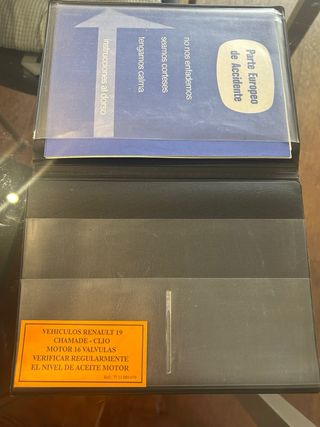 Parte Europeo
de Accidente
no nos enfademos
seamos corteses
tengamos calma
instrucciones al dorso
VEHICULOS RENAULT 19
CHAMADE - CLIO
MOTOR 16 VALVULAS
VERIFICAR REGULARMENTE
EL NIVEL DE ACEITE MOTOR